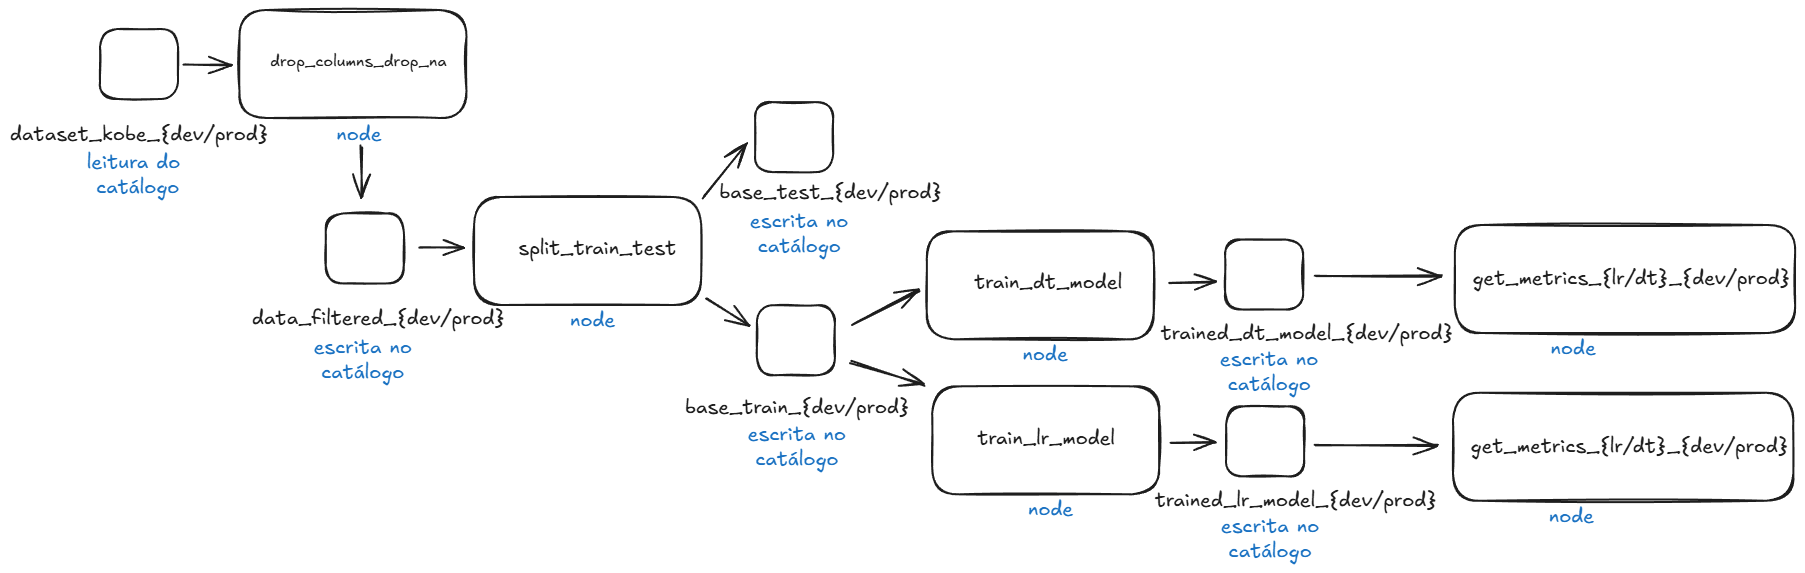 drop_columns_drop_na
dataset_kobe_{dev/prod}
leitura do
catálogo
node
base_test_{dev/prod}
escrita no
catálogo
split_train_test
node
data_filtered_{dev/prod}
escrita no
catálogo
base_train_{dev/prod}
escrita no
catálogo
train_dt_model
node
trained_dt_model_{dev/prod}
escrita no
catálogo
get_metrics_{lr/dt}_{dev/prod}
node
train_lr_model
node
trained_lr_model_{dev/prod}
escrita no
catálogo
get_metrics_{lr/dt}_{dev/prod}
node